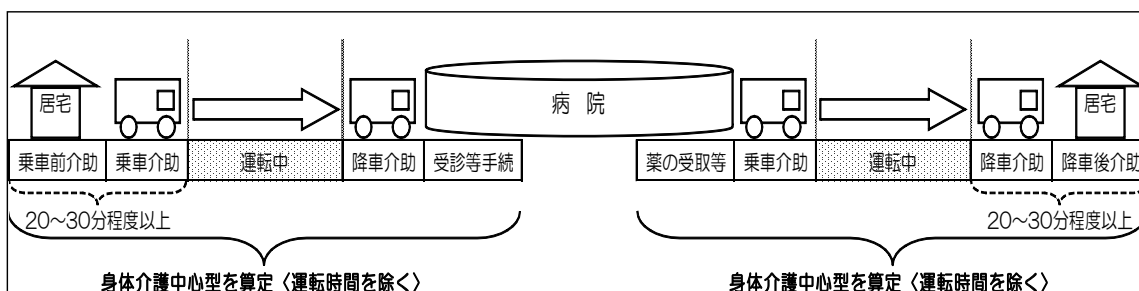 居宅
病 院
居宅
乗車前介助 乗車介助 運転中 降車介助 受診等手続
薬の受取等 乗車介助 運転中 降車介助 降車後介助
20～30分程度以上
20～30分程度以上
身体介護中心型を算定〈運転時間を除く〉
身体介護中心型を算定〈運転時間を除く〉